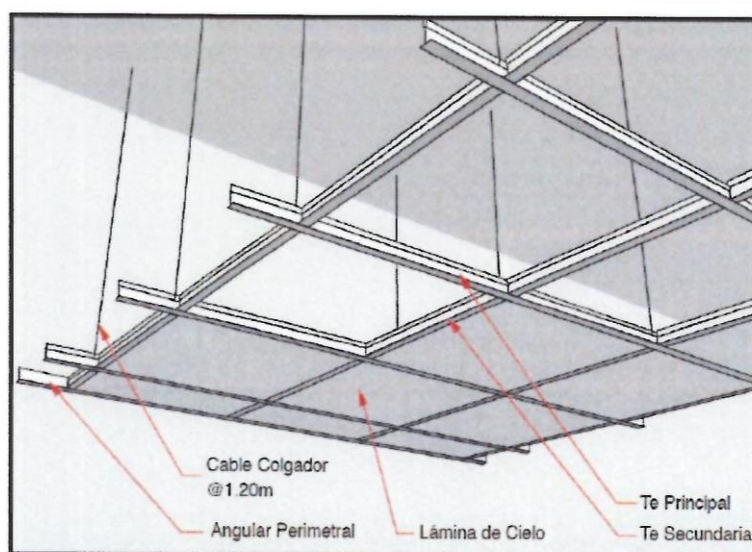 Cable Colgador
@1.20m
Angular Perimetral
Lámina de Cielo
Te Principal
Te Secundaria